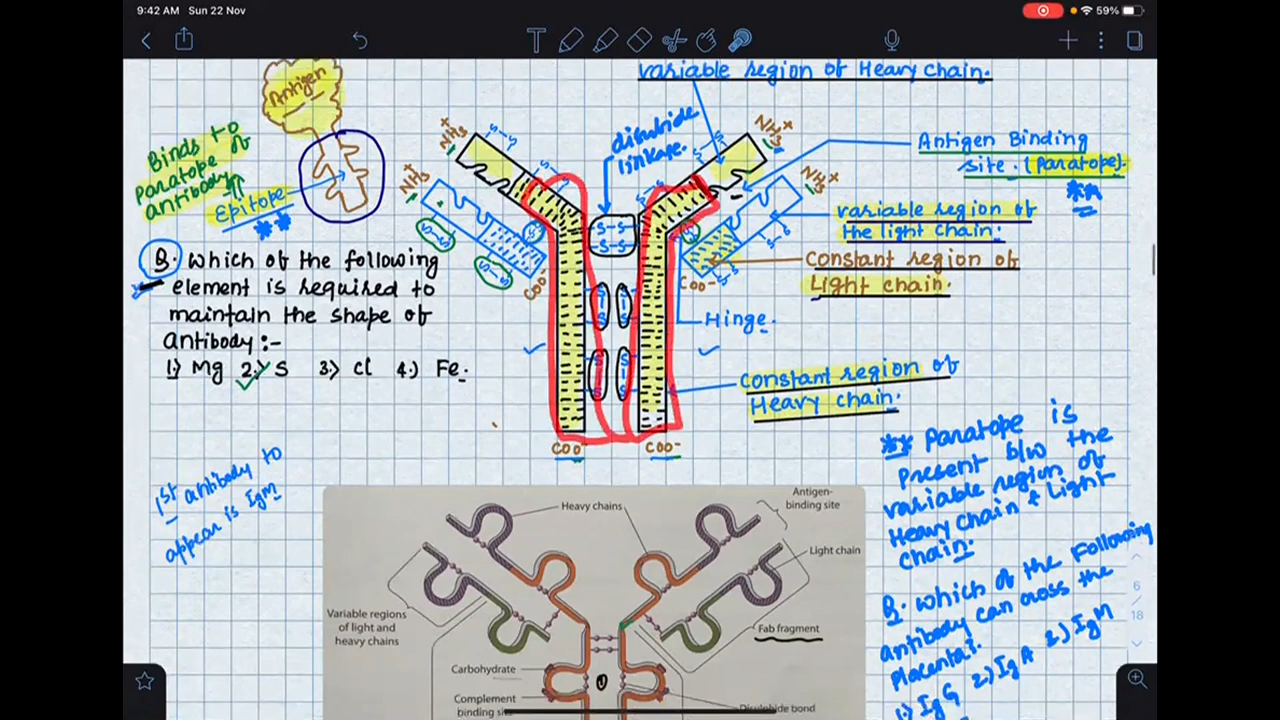 9:42 AM Sun 22 Nov
59%
Antigen
variable region of Heavy chain.
Binds to
Paratope of
antibody
Epitope
**
NH₃⁺
NH₃⁺
S-S
S-S
disulphide
linkage.
S-S
S-S
NH₃⁺
NH₃⁺
Antigen Binding
site. (Paratope).
**
variable region of
the light chain:
Constant region of
Light chain.
S-S
S-S
S-S
S-S
S-S
S-S
S-S
S-S
COO⁻
COO⁻
Hinge.
Q. which of the following
element is required to
maintain the shape of
antibody :-
1.) Mg 2.) S 3.) Cl 4.) Fe.
S-S
S-S
S-S
S-S
Constant region of
Heavy chain.
COO⁻
COO⁻
1st antibody to
appear is IgM
** Paratope is
Present b/w the
variable region of
Heavy chain & Light
chain:
Q. which of the Following
antibody can cross the
Placenta:
1.) IgG 2.) IgA 3.) IgM
6
18
Heavy chains
Antigen-
binding site
Light chain
Variable regions
of light and
heavy chains
Fab fragment
Carbohydrate
Complement
binding site
Disulphide bond